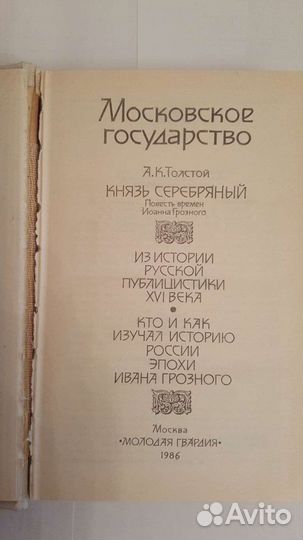 Московское
государство
А.К.Толстой
КНЯЗЬ СЕРЕБРЯНЫЙ
Повесть времен
Иоанна Грозного
ИЗ ИСТОРИИ
РУССКОЙ
ПУБЛИЦИСТИКИ
XVI ВЕКА
•
КТО И КАК
ИЗУЧАЛ ИСТОРИЮ
РОССИИ
ЭПОХИ
ИВАНА ГРОЗНОГО
Москва
«МОЛОДАЯ ГВАРДИЯ»
1986
Avito